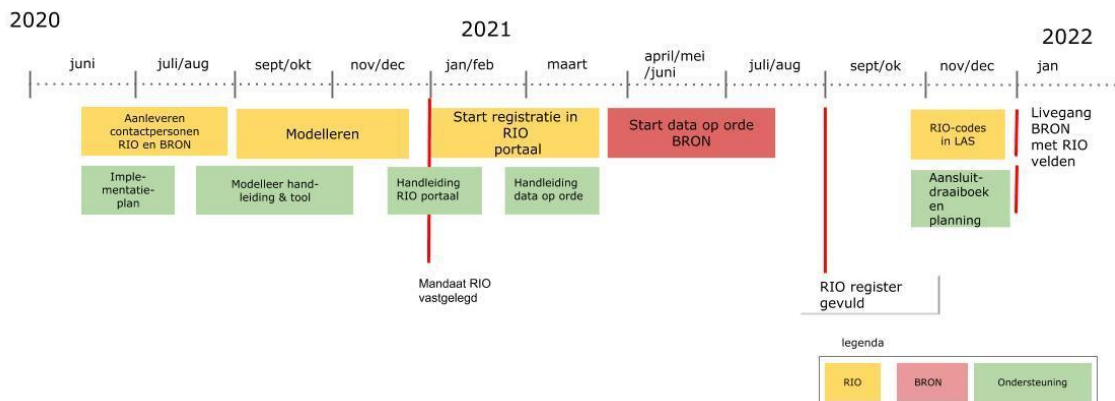 2020
2021
2022
juni
juli/aug
sept/okt
nov/dec
jan/feb
maart
april/mei
/juni
juli/aug
sept/ok
nov/dec
jan
Aanleveren
contactpersonen
RIO en BRON
Modelleren
Start registratie in
RIO
portaal
Start data op orde
BRON
RIO-codes
in LAS
Livegang
BRON
met RIO
velden
Imple-
mentatie-
plan
Modelleer hand-
leiding & tool
Handleiding
RIO portaal
Handleiding
data op orde
Aansluit-
draaiboek
en
planning
Mandaat RIO
vastgelegd
RIO register
gevuld
legenda
RIO
BRON
Ondersteuning